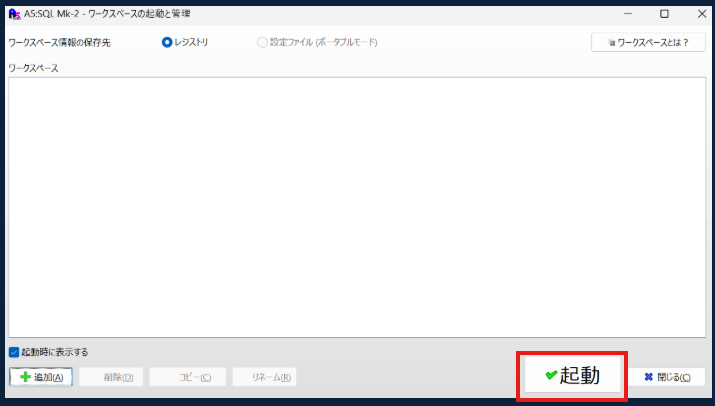 A5:SQL Mk-2 - ワークスペースの起動と管理
ワークスペース情報の保存先 レジストリ 設定ファイル (ポータブルモード) ワークスペースとは？
ワークスペース
起動時に表示する
追加(A) 削除(D) コピー(C) リネーム(R) 起動 閉じる(C)